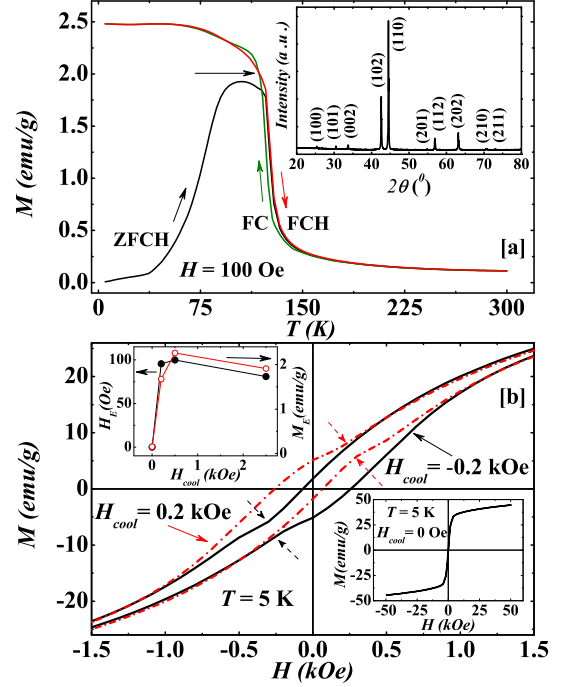 2.5
2.0
1.5
1.0
0.5
0.0
M (emu/g)
ZFCH
FC
FCH
H = 100 Oe
[a]
0
75
150
225
300
T (K)
Intensity (a .u. )
(100)
(101)
(002)
(102)
(110)
(201)
(112)
(202)
(210)
(211)
20 30 40 50 60 70 80
2θ (⁰)
20
10
0
-10
-20
M (emu/g)
[b]
H_cool = -0.2 kOe
H_cool = 0.2 kOe
T = 5 K
-1.5 -1.0 -0.5 0.0 0.5 1.0 1.5
H (kOe)
100
50
0
H_E(Oe)
2
1
0
M_E(emu/g)
0 1 2
H_cool (kOe)
50
25
0
-25
-50
M(emu/g)
T = 5 K
H_cool = 0 Oe
-50 0 50
H (kOe)